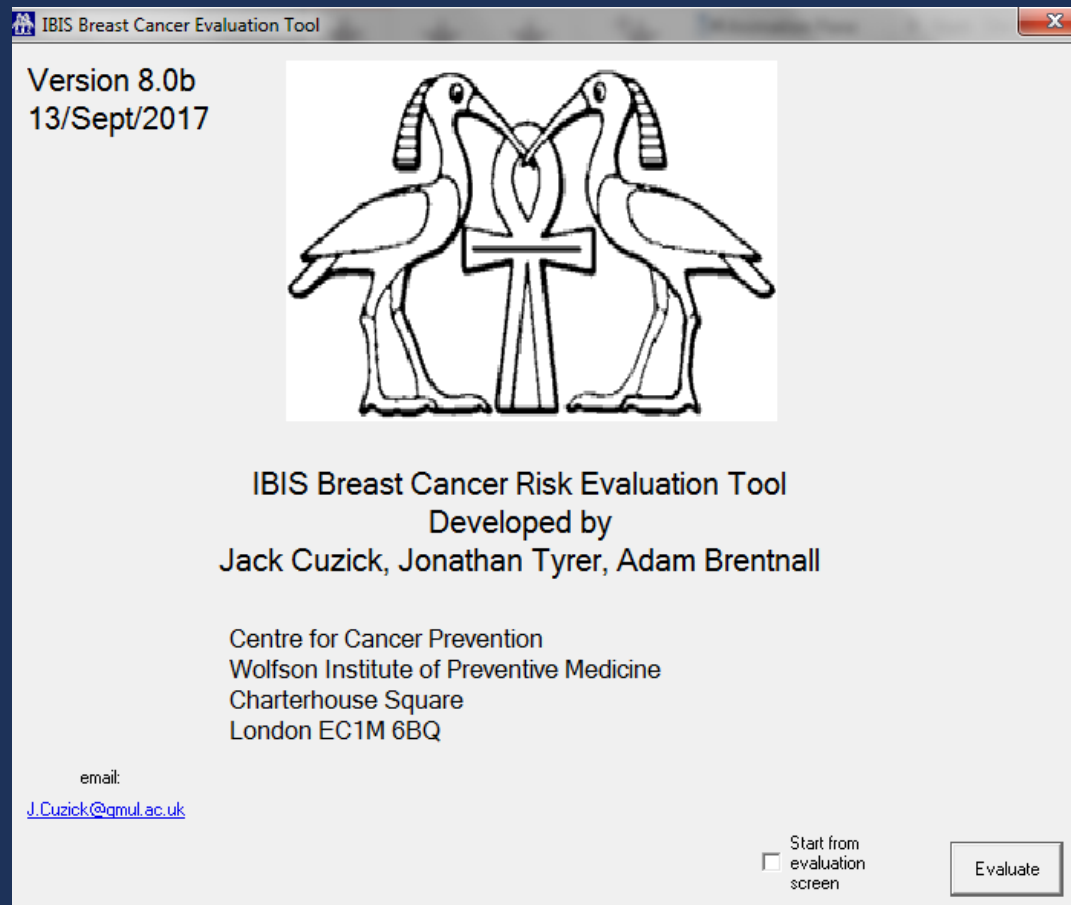 IBIS Breast Cancer Evaluation Tool
Version 8.0b
13/Sept/2017
IBIS Breast Cancer Risk Evaluation Tool
Developed by
Jack Cuzick, Jonathan Tyrer, Adam Brentnall
Centre for Cancer Prevention
Wolfson Institute of Preventive Medicine
Charterhouse Square
London EC1M 6BQ
email:
J.Cuzick@qmul.ac.uk
Start from
evaluation
screen
Evaluate